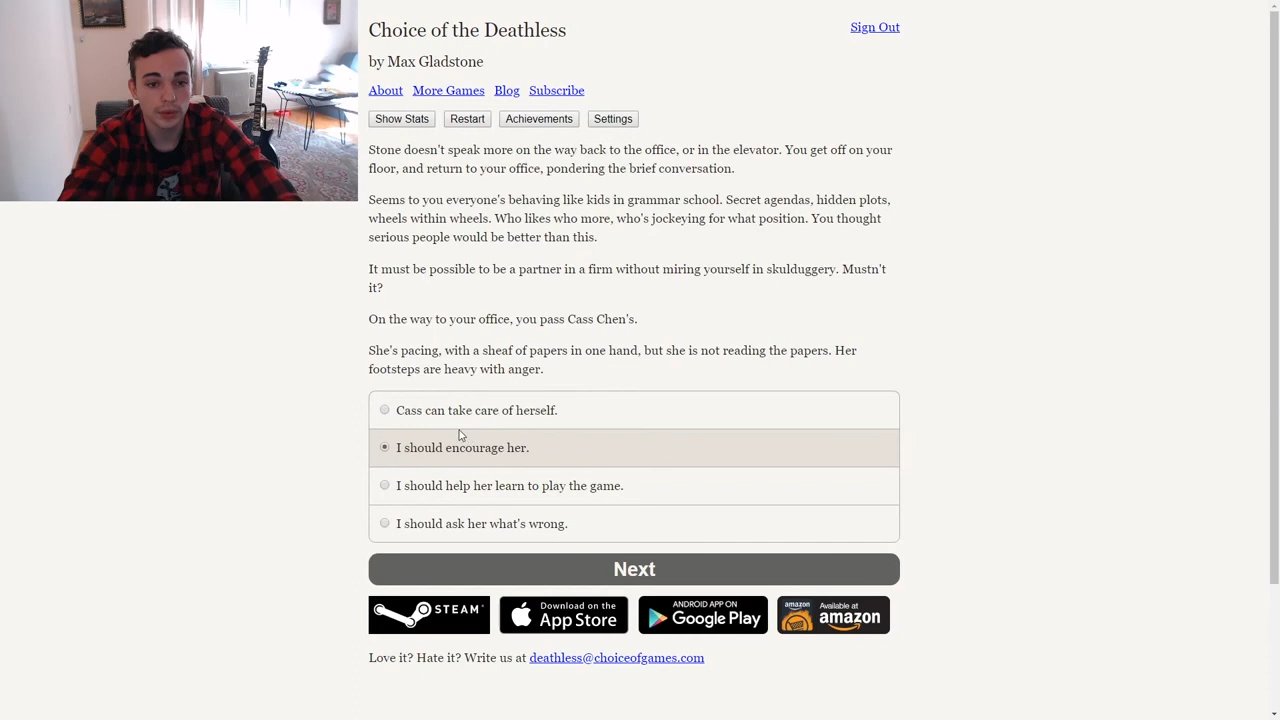 Choice of the Deathless
Sign Out
by Max Gladstone
About More Games Blog Subscribe
Show Stats Restart Achievements Settings
Stone doesn't speak more on the way back to the office, or in the elevator. You get off on your
floor, and return to your office, pondering the brief conversation.
Seems to you everyone's behaving like kids in grammar school. Secret agendas, hidden plots,
wheels within wheels. Who likes who more, who's jockeying for what position. You thought
serious people would be better than this.
It must be possible to be a partner in a firm without miring yourself in skulduggery. Mustn't
it?
On the way to your office, you pass Cass Chen's.
She's pacing, with a sheaf of papers in one hand, but she is not reading the papers. Her
footsteps are heavy with anger.
Cass can take care of herself.
I should encourage her.
I should help her learn to play the game.
I should ask her what's wrong.
Next
STEAM Download on the App Store ANDROID APP ON Google Play amazon Available at amazon
Love it? Hate it? Write us at deathless@choiceofgames.com